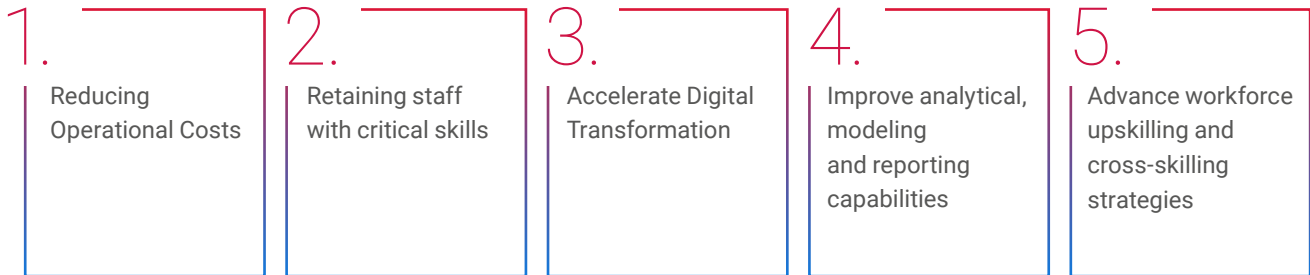 1.
Reducing
Operational Costs
2.
Retaining staff
with critical skills
3.
Accelerate Digital
Transformation
4.
Improve analytical,
modeling
and reporting
capabilities
5.
Advance workforce
upskilling and
cross-skilling
strategies